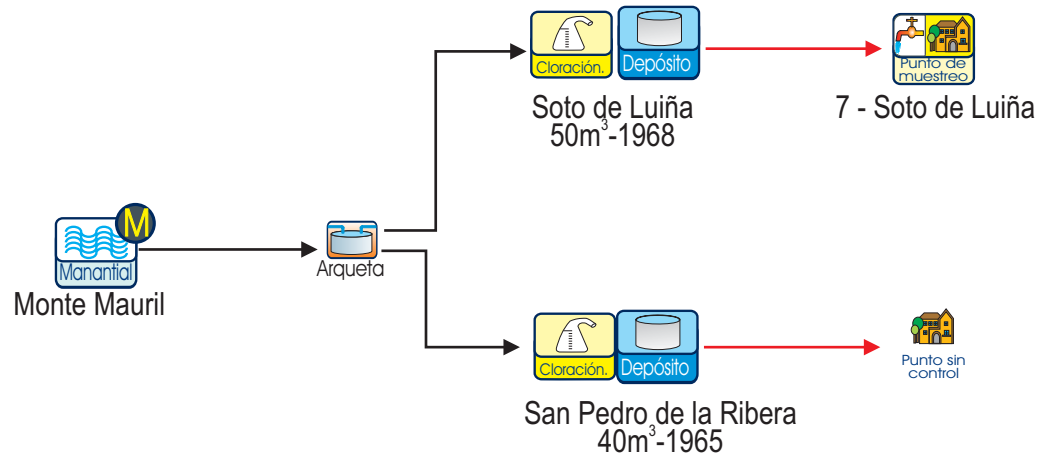 Cloración.
Depósito
Soto de Luiña
50m³-1968
Punto de
muestreo
7 - Soto de Luiña
M
Manantial
Monte Mauril
Arqueta
Cloración.
Depósito
San Pedro de la Ribera
40m³-1965
Punto sin
control